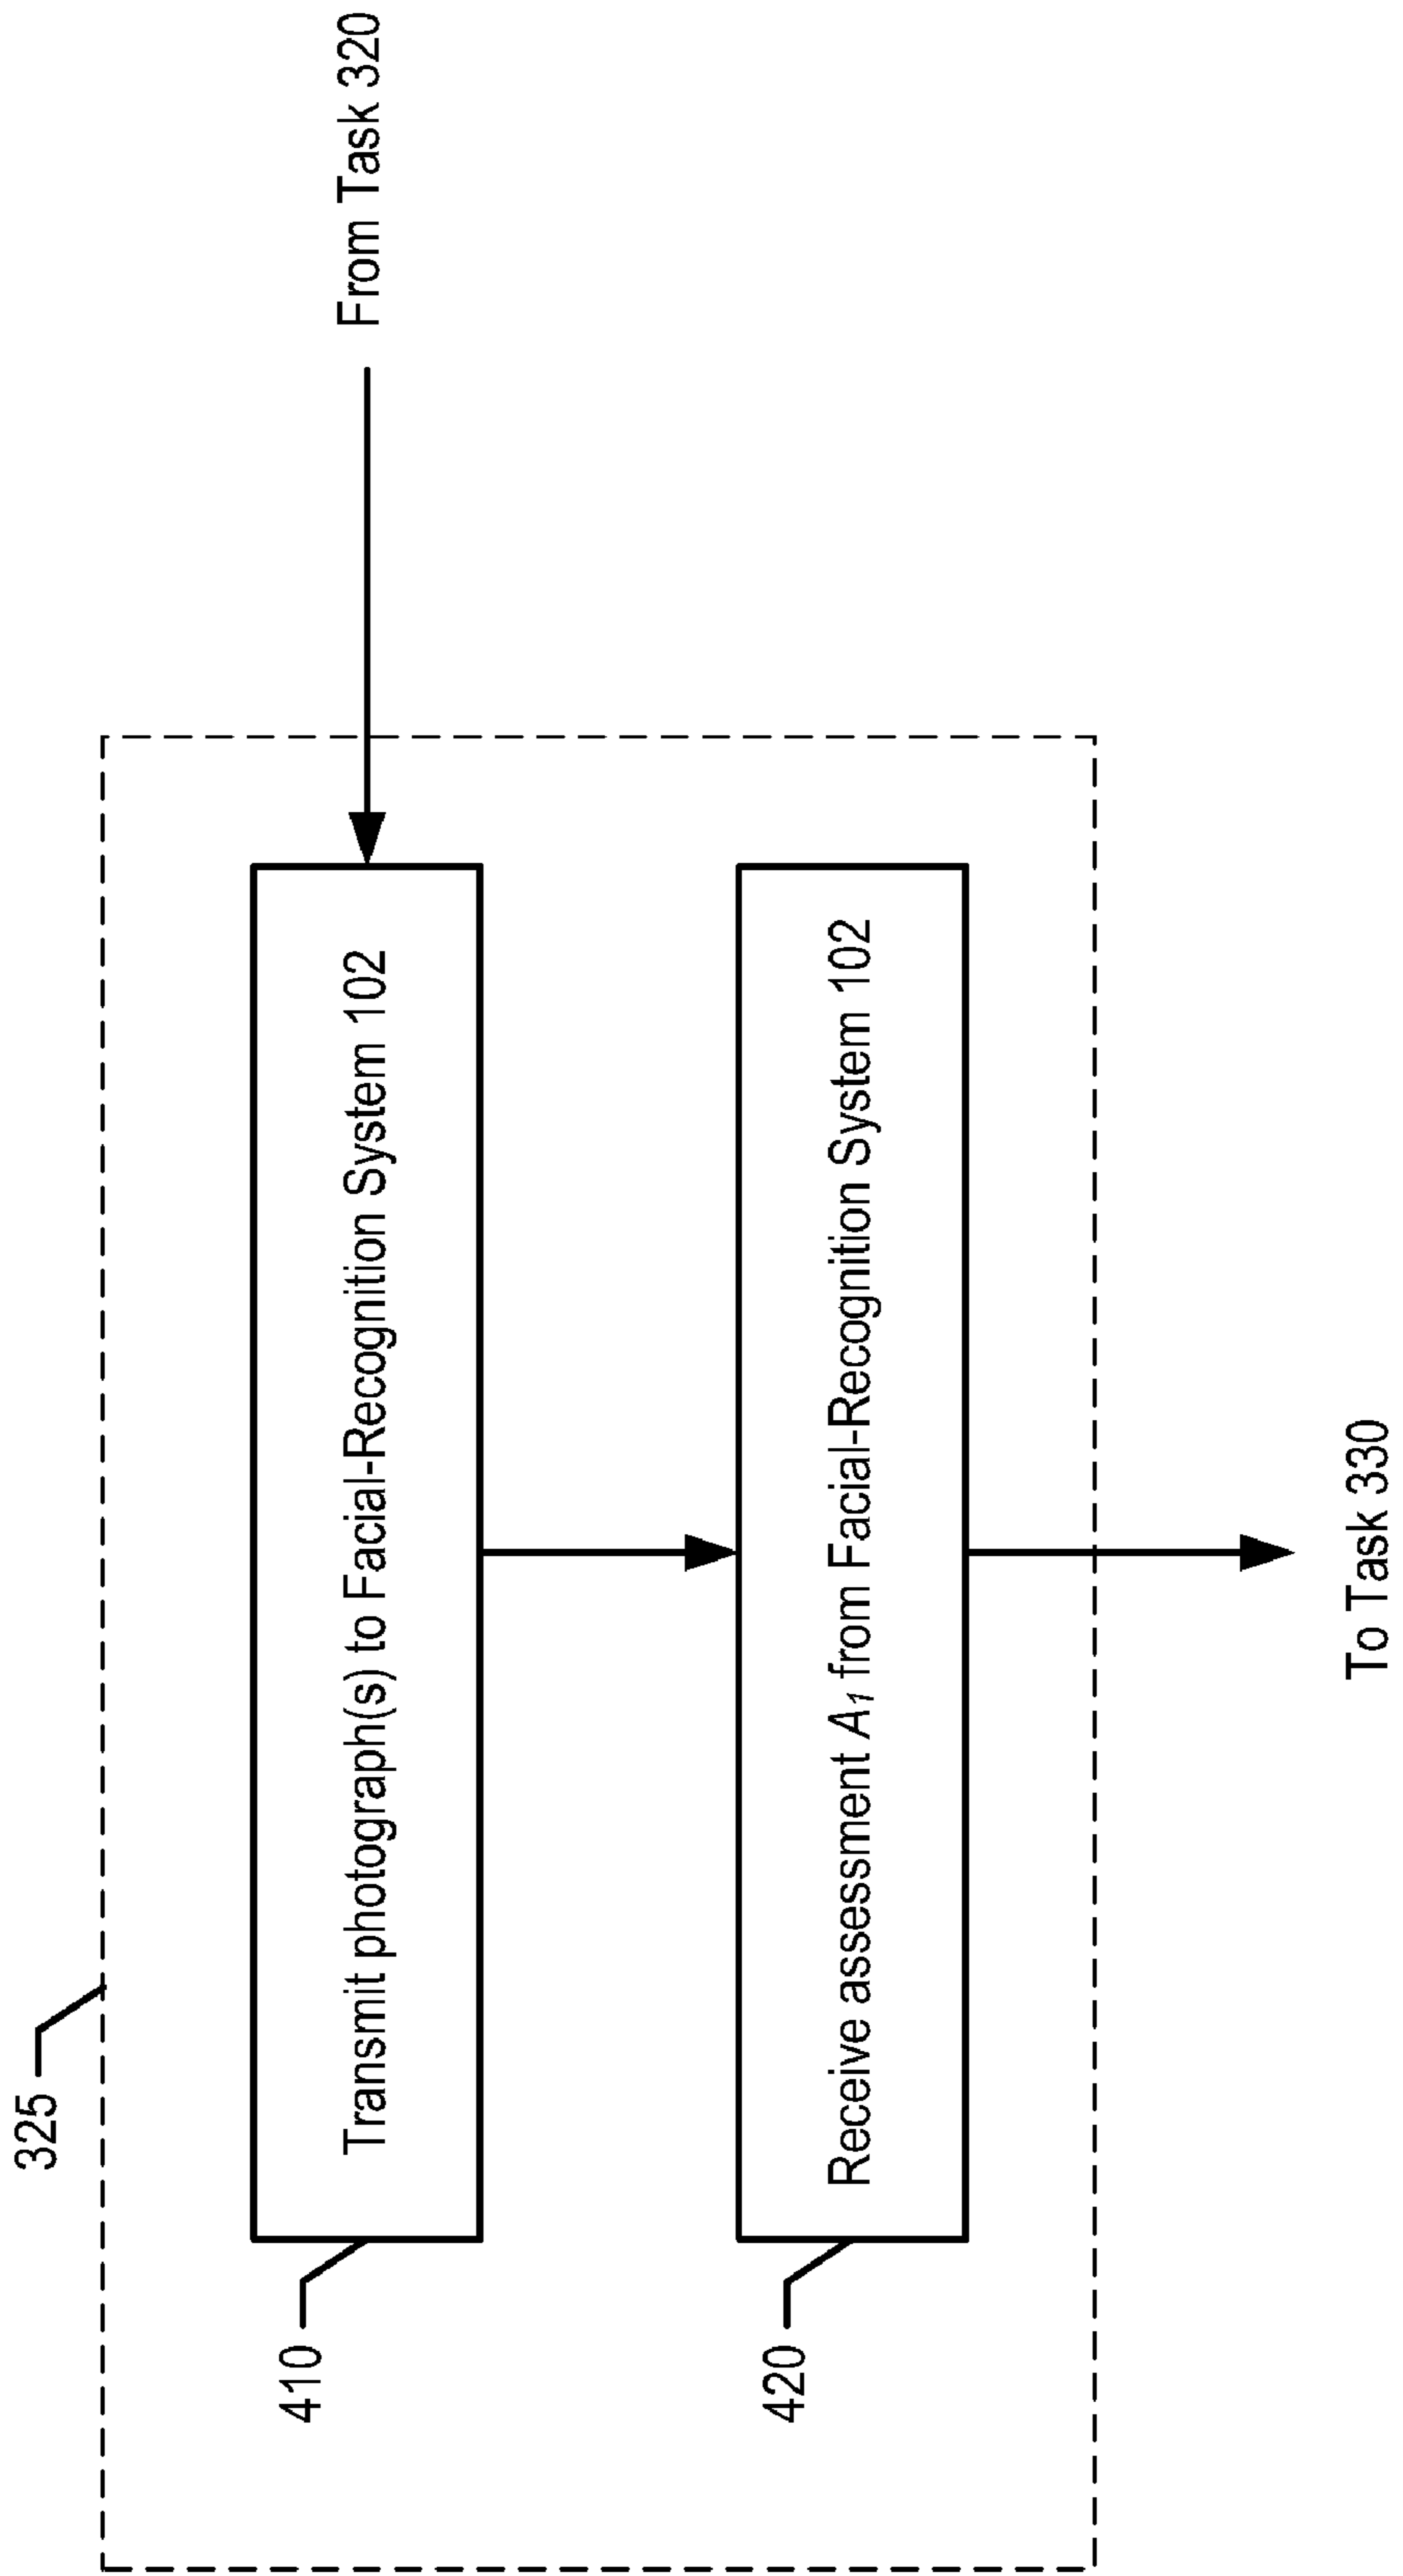 325
From Task 320
410
Transmit photograph(s) to Facial-Recognition System 102
420
Receive assessment A₁ from Facial-Recognition System 102
To Task 330